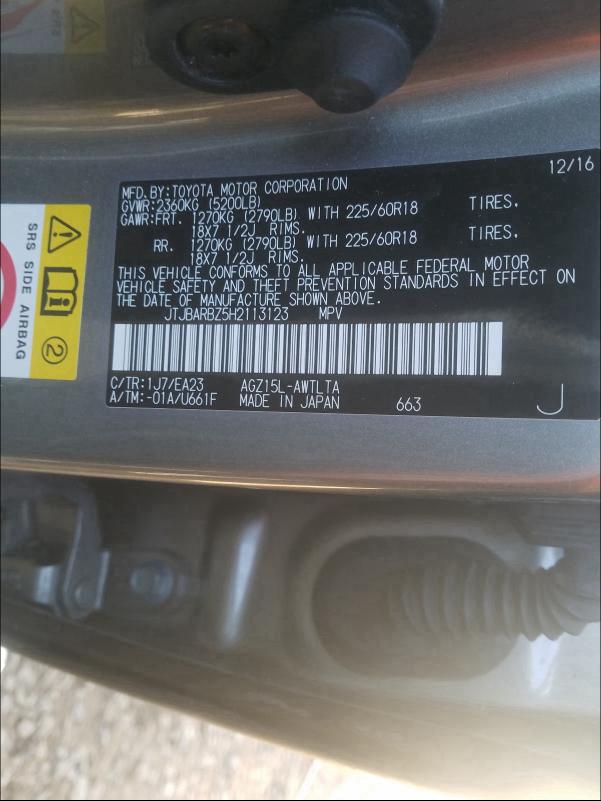 12/16
MFD.BY:TOYOTA MOTOR CORPORATION
GVWR:2360KG (5200LB)
GAWR:FRT. 1270KG (2790LB) WITH 225/60R18 TIRES.
18X7 1/2J RIMS.
RR. 1270KG (2790LB) WITH 225/60R18 TIRES.
18X7 1/2J RIMS.
THIS VEHICLE CONFORMS TO ALL APPLICABLE FEDERAL MOTOR
VEHICLE SAFETY AND THEFT PREVENTION STANDARDS IN EFFECT ON
THE DATE OF MANUFACTURE SHOWN ABOVE.
JTJBARBZ5H2113123 MPV
C/TR:1J7/EA23 AGZ15L-AWTLTA
A/TM:-01A/U661F MADE IN JAPAN 663 J
SRS SIDE AIRBAG
2